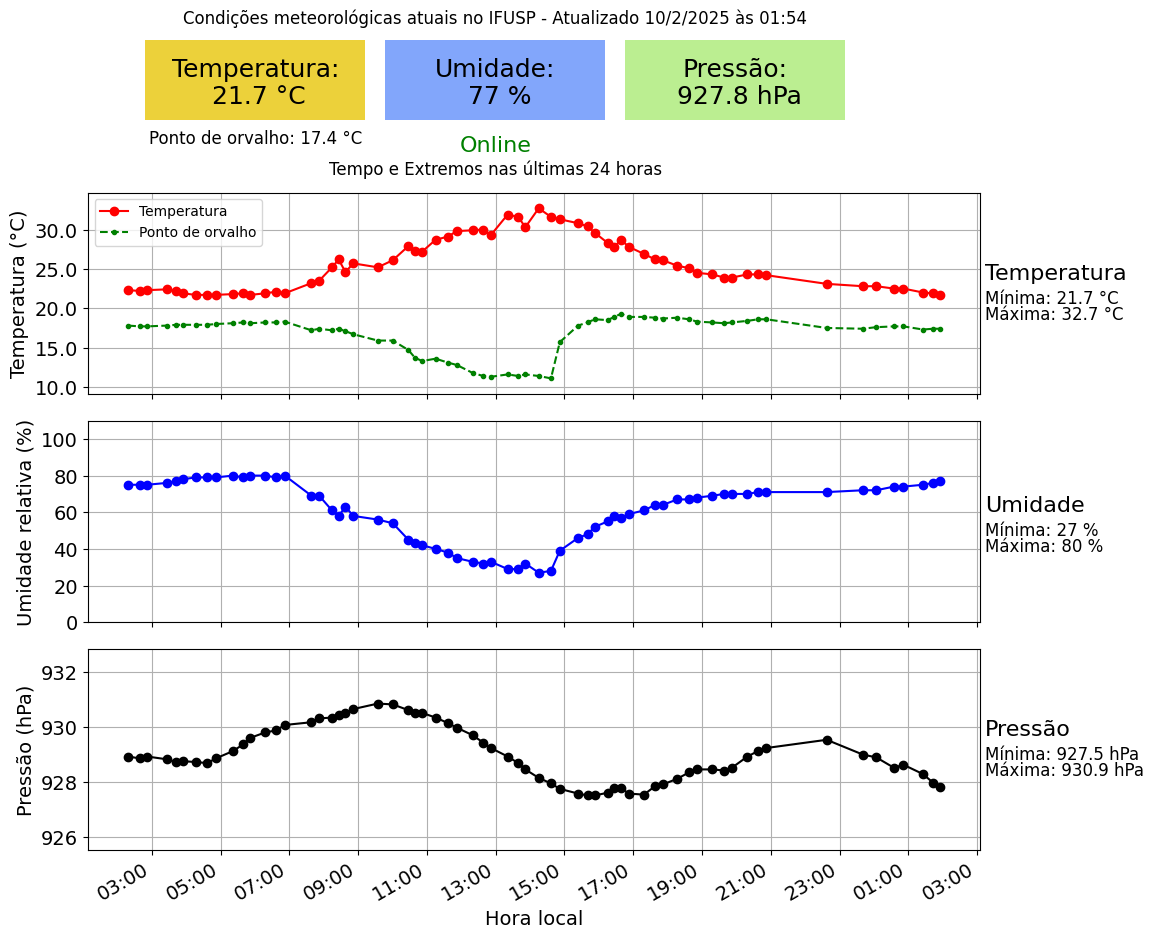 Condições meteorológicas atuais no IFUSP - Atualizado 10/2/2025 às 01:54
Temperatura:
21.7 °C
Umidade:
77 %
Pressão:
927.8 hPa
Ponto de orvalho: 17.4 °C
Online
Tempo e Extremos nas últimas 24 horas
Temperatura
Ponto de orvalho
Temperatura (°C)
30.0
25.0
20.0
15.0
10.0
Temperatura
Mínima: 21.7 °C
Máxima: 32.7 °C
Umidade relativa (%)
100
80
60
40
20
0
Umidade
Mínima: 27 %
Máxima: 80 %
Pressão (hPa)
932
930
928
926
Pressão
Mínima: 927.5 hPa
Máxima: 930.9 hPa
03:00 05:00 07:00 09:00 11:00 13:00 15:00 17:00 19:00 21:00 23:00 01:00 03:00
Hora local